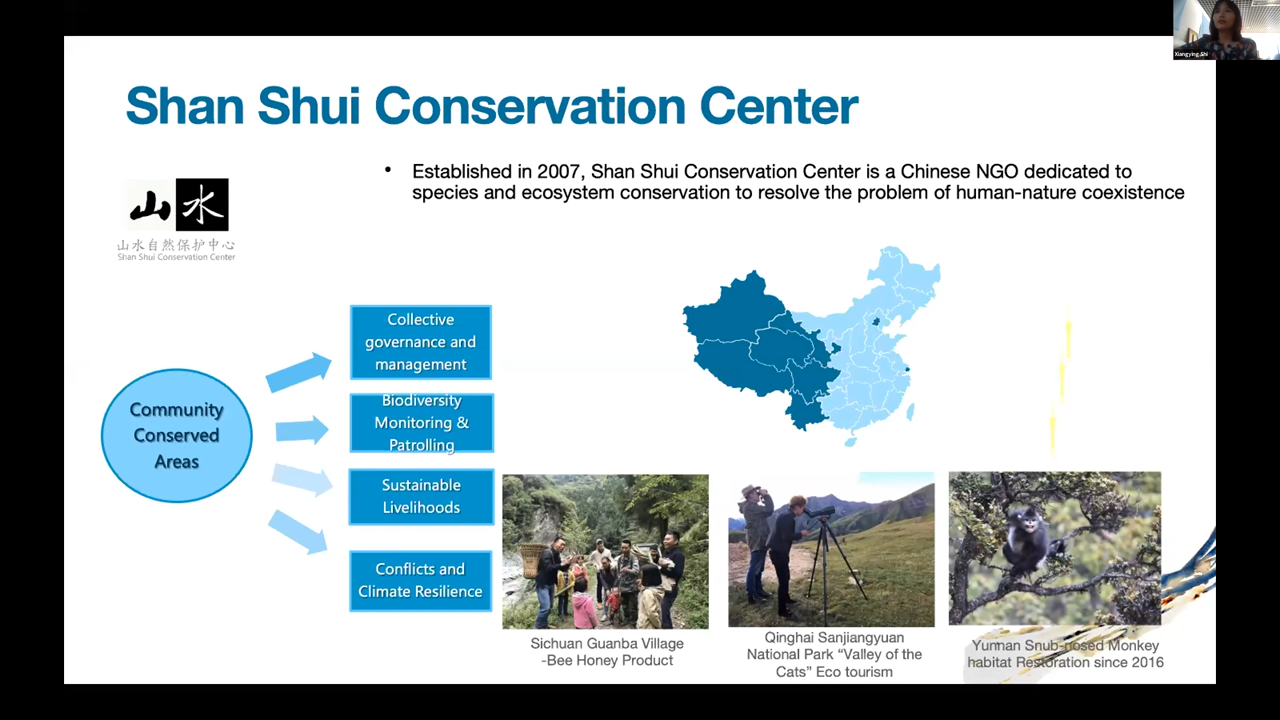 Xiangying Shi
Shan Shui Conservation Center
• Established in 2007, Shan Shui Conservation Center is a Chinese NGO dedicated to
species and ecosystem conservation to resolve the problem of human-nature coexistence
山水
山水自然保护中心
Shan Shui Conservation Center
Community
Conserved
Areas
Collective
governance and
management
Biodiversity
Monitoring &
Patrolling
Sustainable
Livelihoods
Conflicts and
Climate Resilience
Sichuan Guanba Village
-Bee Honey Product
Qinghai Sanjiangyuan
National Park “Valley of the
Cats” Eco tourism
Yunnan Snub-nosed Monkey
habitat Restoration since 2016